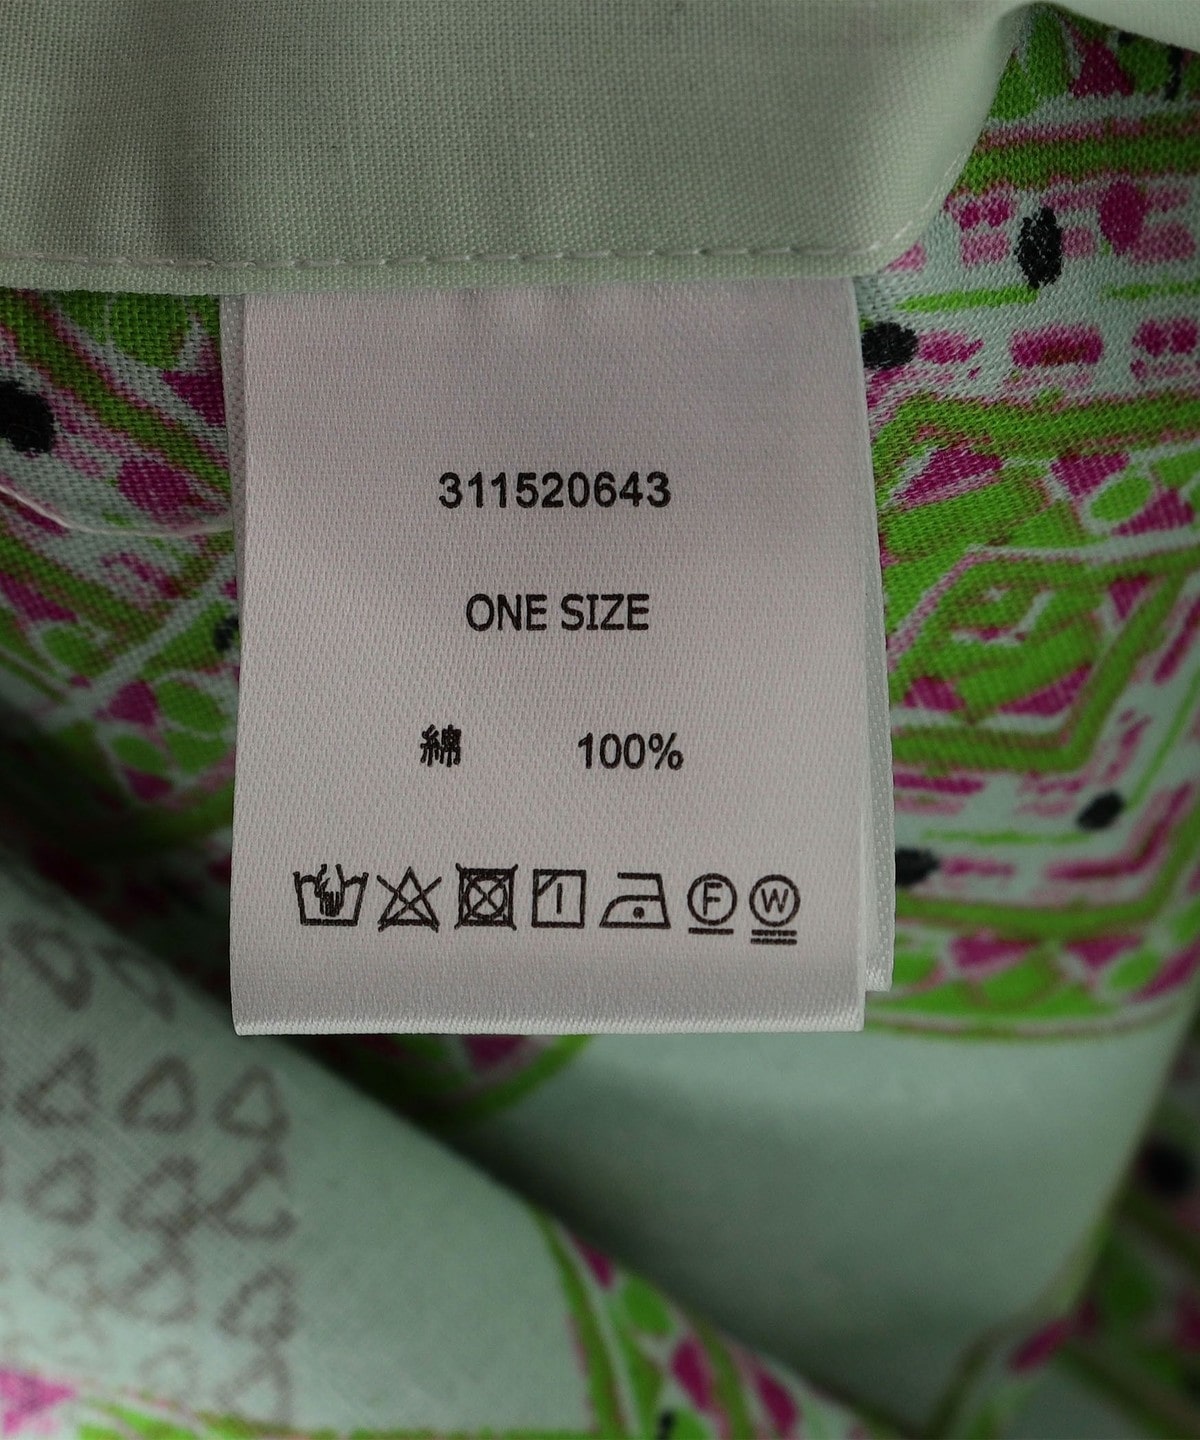 311520643
ONE SIZE
綿 100%
F W